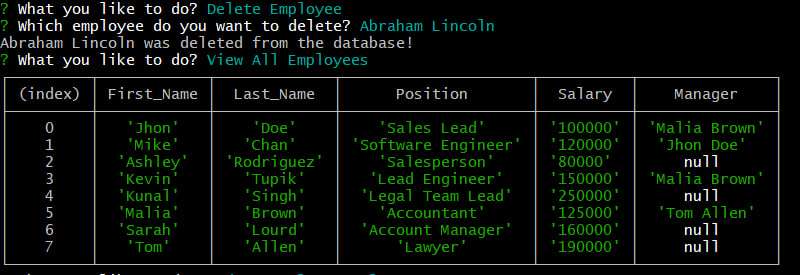 ? What you like to do? Delete Employee
? Which employee do you want to delete? Abraham Lincoln
Abraham Lincoln was deleted from the database!
? What you like to do? View All Employees
(index) First_Name Last_Name Position Salary Manager
0 'Jhon' 'Doe' 'Sales Lead' '100000' 'Malia Brown'
1 'Mike' 'Chan' 'Software Engineer' '120000' 'Jhon Doe'
2 'Ashley' 'Rodriguez' 'Salesperson' '80000' null
3 'Kevin' 'Tupik' 'Lead Engineer' '150000' 'Malia Brown'
4 'Kunal' 'Singh' 'Legal Team Lead' '250000' null
5 'Malia' 'Brown' 'Accountant' '125000' 'Tom Allen'
6 'Sarah' 'Lourd' 'Account Manager' '160000' null
7 'Tom' 'Allen' 'Lawyer' '190000' null